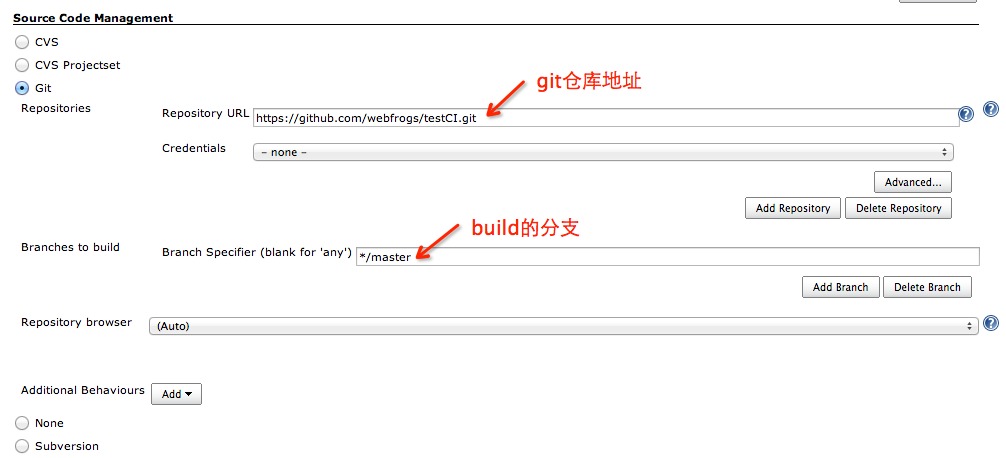 Source Code Management
CVS
CVS Projectset
Git
git仓库地址
Repositories
Repository URL https://github.com/webfrogs/testCI.git
Credentials – none –
Advanced...
Add Repository Delete Repository
build的分支
Branches to build
Branch Specifier (blank for 'any') */master
Add Branch Delete Branch
Repository browser (Auto)
Additional Behaviours Add
None
Subversion